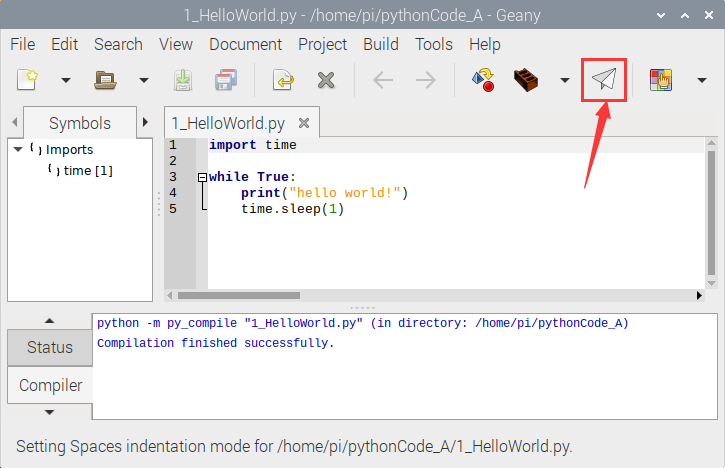 1_HelloWorld.py - /home/pi/pythonCode_A - Geany
File Edit Search View Document Project Build Tools Help
Symbols
1_HelloWorld.py
Imports
time [1]
1 import time
2
3 while True:
4 print("hello world!")
5 time.sleep(1)
Status
Compiler
python -m py_compile "1_HelloWorld.py" (in directory: /home/pi/pythonCode_A)
Compilation finished successfully.
Setting Spaces indentation mode for /home/pi/pythonCode_A/1_HelloWorld.py.